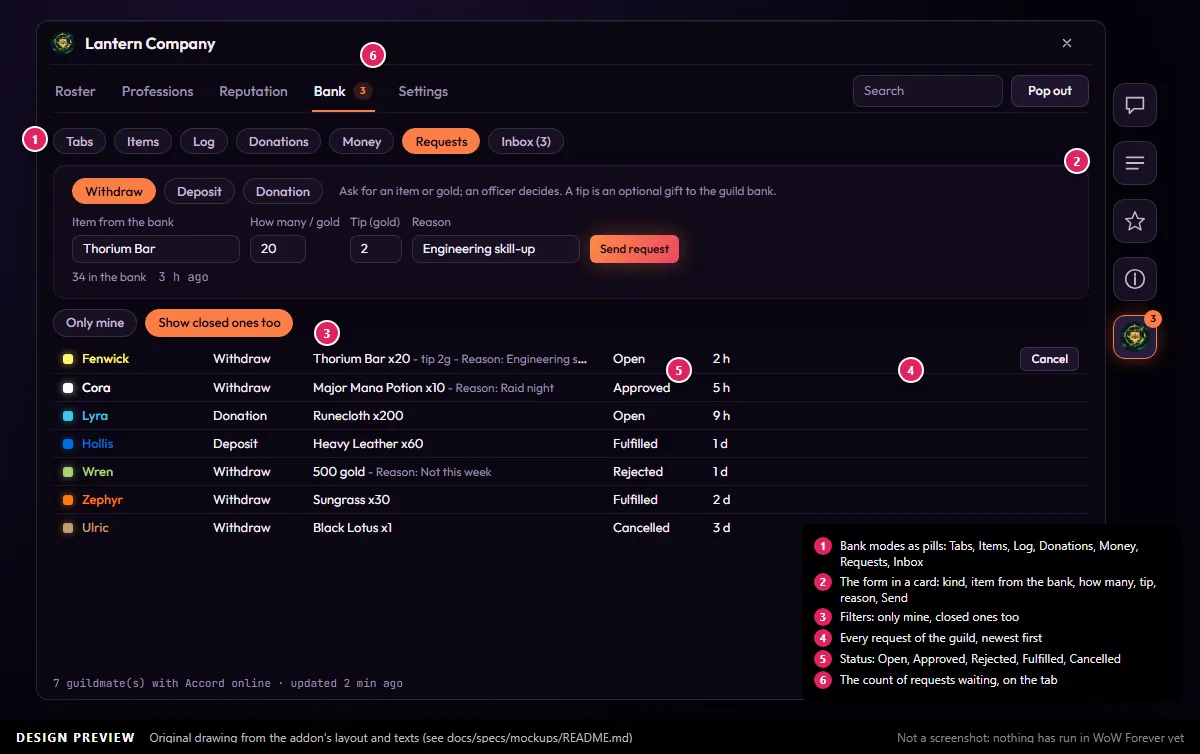 Lantern Company
6
Roster Professions Reputation Bank 3 Settings Search Pop out
1 Tabs Items Log Donations Money Requests Inbox (3)
2
Withdraw Deposit Donation Ask for an item or gold; an officer decides. A tip is an optional gift to the guild bank.
Item from the bank How many / gold Tip (gold) Reason
Thorium Bar 20 2 Engineering skill-up Send request
34 in the bank 3 h ago
Only mine Show closed ones too
3
3
Fenwick Withdraw Thorium Bar x20 - tip 2g - Reason: Engineering s... Open 2 h Cancel
5 4
Cora Withdraw Major Mana Potion x10 - Reason: Raid night Approved 5 h
Lyra Donation Runecloth x200 Open 9 h
Hollis Deposit Heavy Leather x60 Fulfilled 1 d
Wren Withdraw 500 gold - Reason: Not this week Rejected 1 d
Zephyr Withdraw Sungrass x30 Fulfilled 2 d
Ulric Withdraw Black Lotus x1 Cancelled 3 d
1 Bank modes as pills: Tabs, Items, Log, Donations, Money,
Requests, Inbox
2 The form in a card: kind, item from the bank, how many, tip,
reason, Send
3 Filters: only mine, closed ones too
4 Every request of the guild, newest first
5 Status: Open, Approved, Rejected, Fulfilled, Cancelled
6 The count of requests waiting, on the tab
7 guildmate(s) with Accord online · updated 2 min ago
DESIGN PREVIEW Original drawing from the addon's layout and texts (see docs/specs/mockups/README.md) Not a screenshot: nothing has run in WoW Forever yet